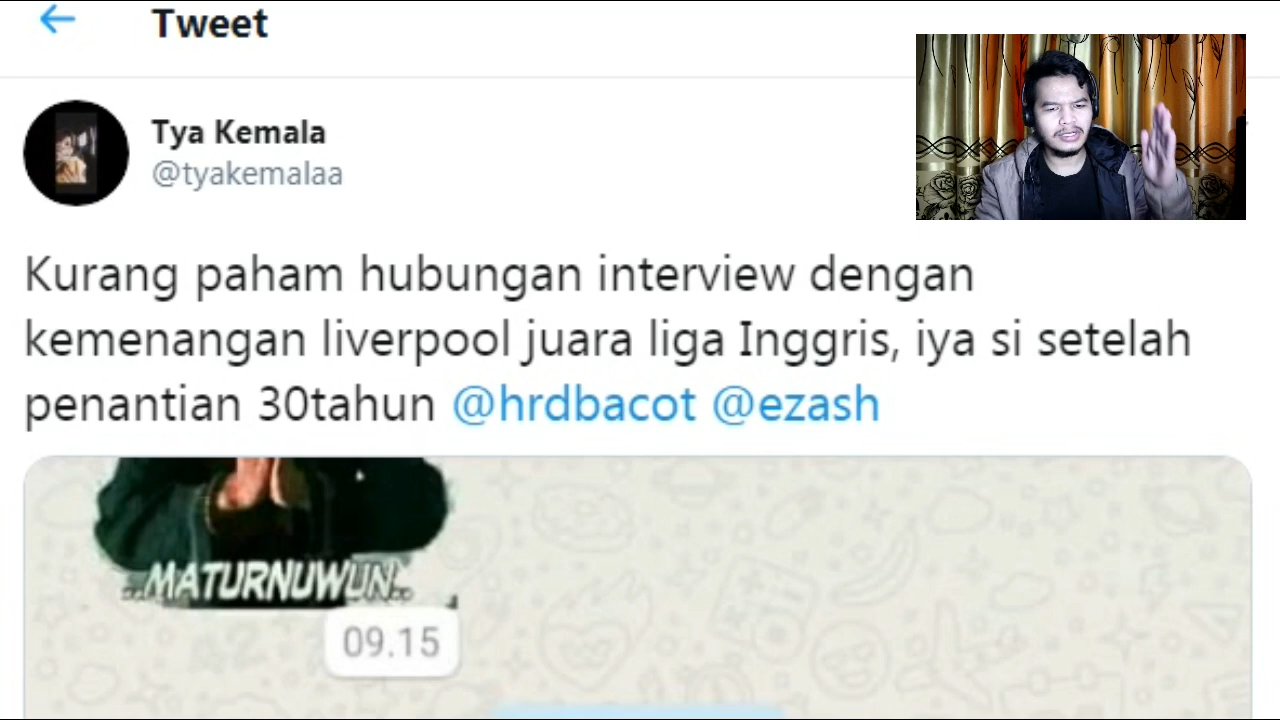 Tweet
Tya Kemala
@tyakemalaa
Kurang paham hubungan interview dengan
kemenangan liverpool juara liga Inggris, iya si setelah
penantian 30tahun @hrdbacot @ezash
..MATURNUWUN..
09.15